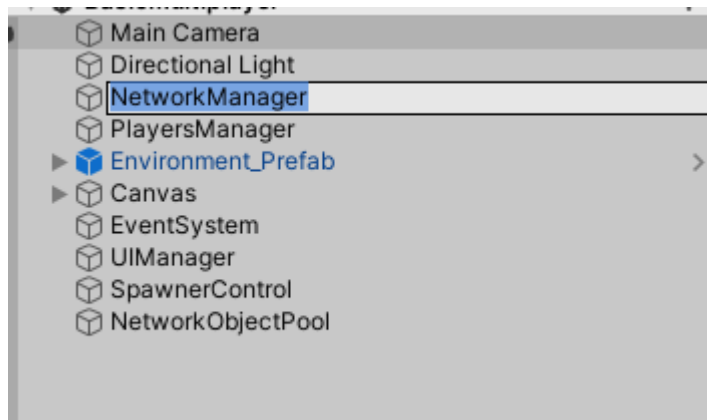 Main Camera
Directional Light
NetworkManager
PlayersManager
Environment_Prefab
Canvas
EventSystem
UIManager
SpawnerControl
NetworkObjectPool